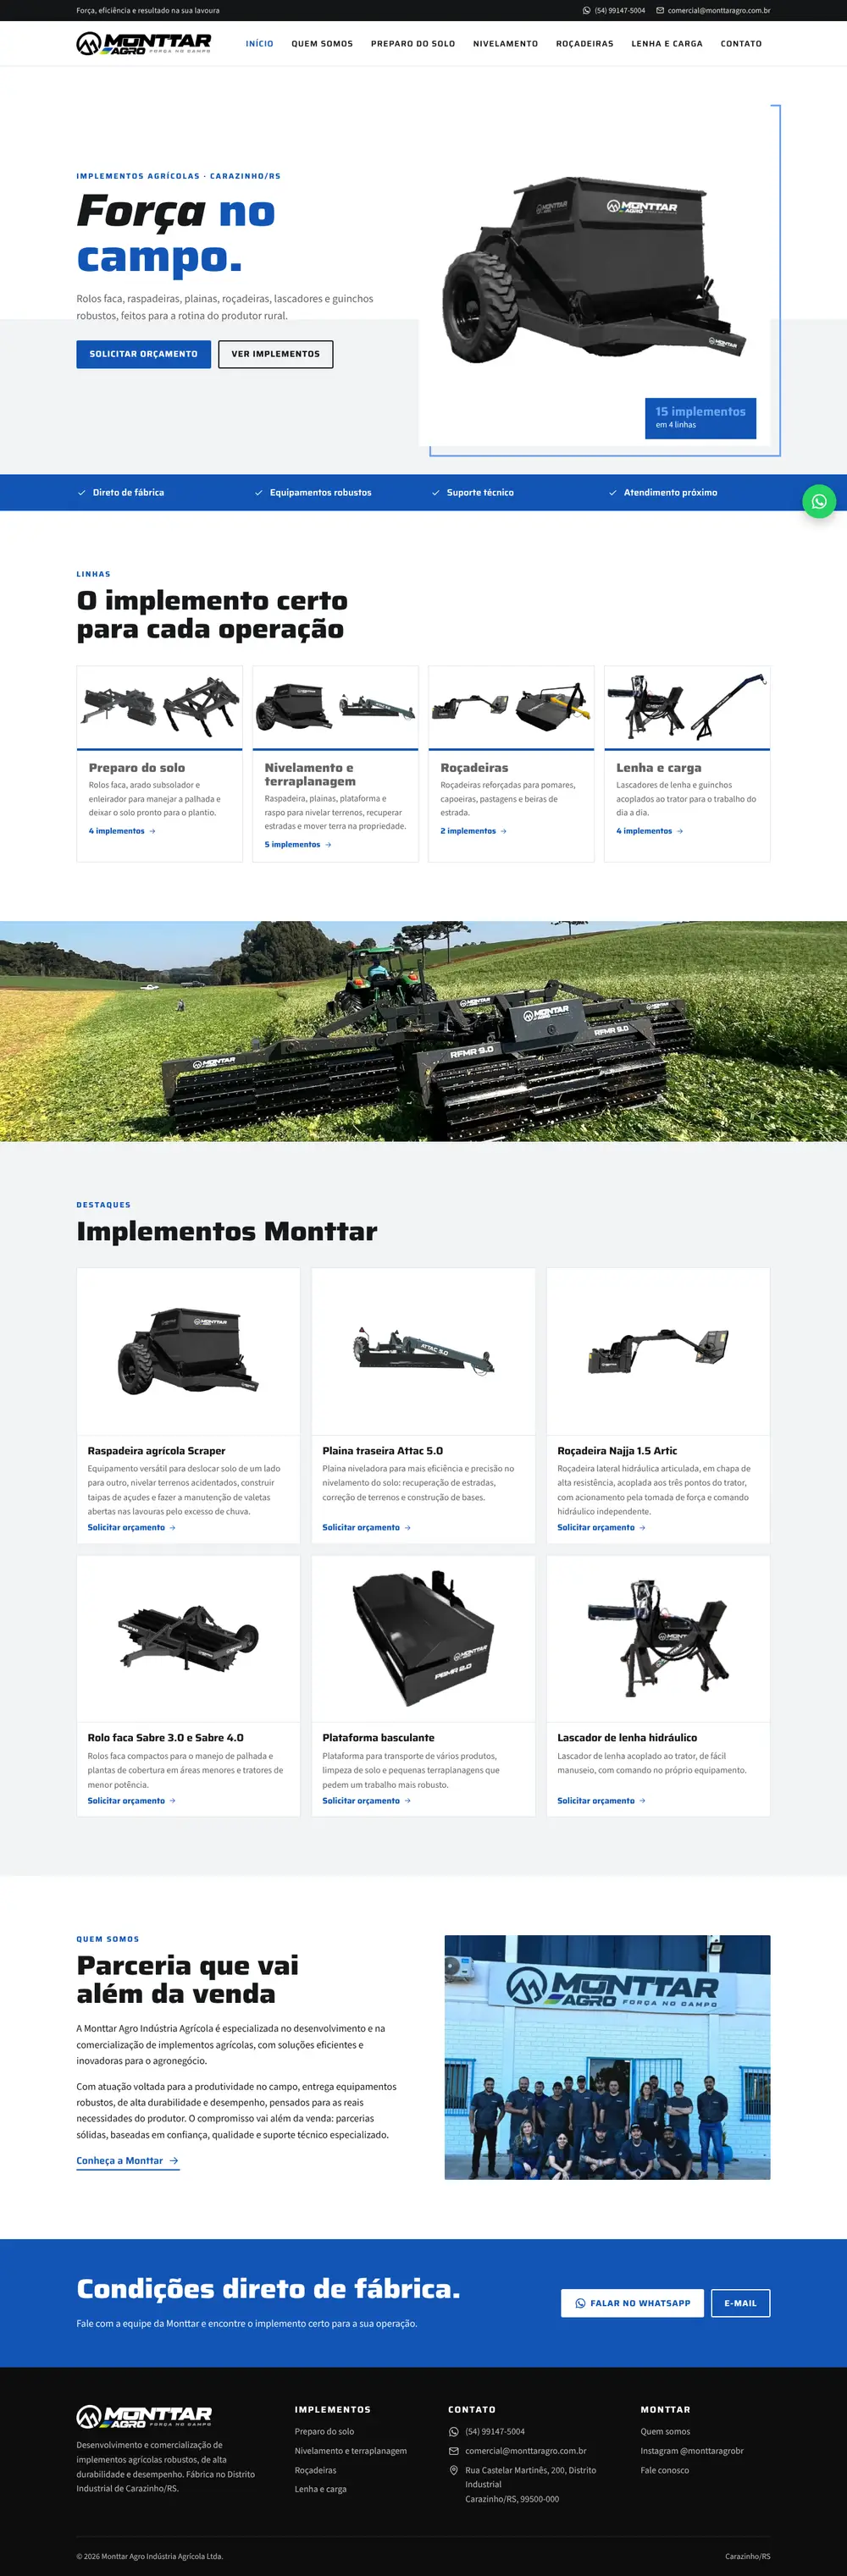 Força, eficiência e resultado na sua lavoura
(54) 99147-5004
comercial@monttaragro.com.br
MONTTAR
AGRO FORÇA NO CAMPO
INÍCIO
QUEM SOMOS
PREPARO DO SOLO
NIVELAMENTO
ROÇADEIRAS
LENHA E CARGA
CONTATO
IMPLEMENTOS AGRÍCOLAS · CARAZINHO/RS
Força no
campo.
Rolos faca, raspadeiras, plainas, roçadeiras, lascadores e guinchos
robustos, feitos para a rotina do produtor rural.
SOLICITAR ORÇAMENTO
VER IMPLEMENTOS
MONTTAR
AGRO
MONTTAR
15 implementos
em 4 linhas
Direto de fábrica
Equipamentos robustos
Suporte técnico
Atendimento próximo
LINHAS
O implemento certo
para cada operação
Preparo do solo
Rolos faca, arado subsolador e
enleirador para manejar a palhada e
deixar o solo pronto para o plantio.
4 implementos
Nivelamento e
terraplanagem
Raspadeira, plainas, plataforma e
raspo para nivelar terrenos, recuperar
estradas e mover terra na propriedade.
5 implementos
Roçadeiras
Roçadeiras reforçadas para pomares,
capoeiras, pastagens e beiras de
estrada.
2 implementos
Lenha e carga
Lascadores de lenha e guinchos
acoplados ao trator para o trabalho do
dia a dia.
4 implementos
MONTTAR
AGRO
RFMR 9.0
RFMR 9.0
MONTTAR
DESTAQUES
Implementos Monttar
MONTTAR
ATTAC 5.0
Raspadeira agrícola Scraper
Equipamento versátil para deslocar solo de um lado
para outro, nivelar terrenos acidentados, construir
taipas de açudes e fazer a manutenção de valetas
abertas nas lavouras pelo excesso de chuva.
Solicitar orçamento
Plaina traseira Attac 5.0
Plaina niveladora para mais eficiência e precisão no
nivelamento do solo: recuperação de estradas,
correção de terrenos e construção de bases.
Solicitar orçamento
Roçadeira Najja 1.5 Artic
Roçadeira lateral hidráulica articulada, em chapa de
alta resistência, acoplada aos três pontos do trator,
com acionamento pela tomada de força e comando
hidráulico independente.
Solicitar orçamento
MONTTAR
PBMR 2.0
Rolo faca Sabre 3.0 e Sabre 4.0
Rolos faca compactos para o manejo de palhada e
plantas de cobertura em áreas menores e tratores de
menor potência.
Solicitar orçamento
Plataforma basculante
Plataforma para transporte de vários produtos,
limpeza de solo e pequenas terraplanagens que
pedem um trabalho mais robusto.
Solicitar orçamento
Lascador de lenha hidráulico
Lascador de lenha acoplado ao trator, de fácil
manuseio, com comando no próprio equipamento.
Solicitar orçamento
QUEM SOMOS
Parceria que vai
além da venda
A Monttar Agro Indústria Agrícola é especializada no desenvolvimento e na
comercialização de implementos agrícolas, com soluções eficientes e
inovadoras para o agronegócio.
Com atuação voltada para a produtividade no campo, entrega equipamentos
robustos, de alta durabilidade e desempenho, pensados para as reais
necessidades do produtor. O compromisso vai além da venda: parcerias
sólidas, baseadas em confiança, qualidade e suporte técnico especializado.
Conheça a Monttar
MONTTAR
AGRO FORÇA NO CAMPO
Condições direto de fábrica.
Fale com a equipe da Monttar e encontre o implemento certo para a sua operação.
FALAR NO WHATSAPP
E-MAIL
MONTTAR
AGRO FORÇA NO CAMPO
Desenvolvimento e comercialização de
implementos agrícolas robustos, de alta
durabilidade e desempenho. Fábrica no Distrito
Industrial de Carazinho/RS.
IMPLEMENTOS
Preparo do solo
Nivelamento e terraplanagem
Roçadeiras
Lenha e carga
CONTATO
(54) 99147-5004
comercial@monttaragro.com.br
Rua Castelar Martinês, 200, Distrito
Industrial
Carazinho/RS, 99500-000
MONTTAR
Quem somos
Instagram @monttaragrobr
Fale conosco
© 2026 Monttar Agro Indústria Agrícola Ltda.
Carazinho/RS